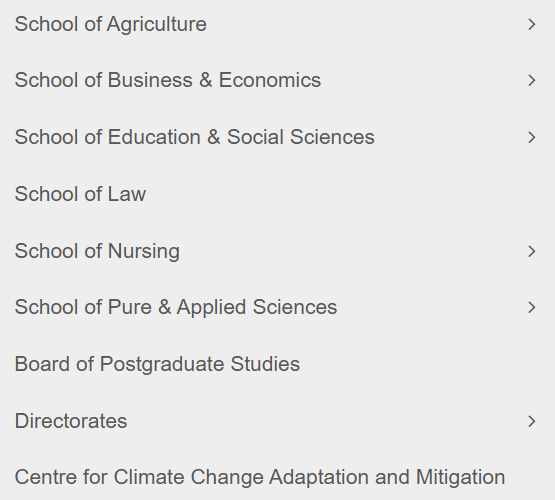 School of Agriculture
School of Business & Economics
School of Education & Social Sciences
School of Law
School of Nursing
School of Pure & Applied Sciences
Board of Postgraduate Studies
Directorates
Centre for Climate Change Adaptation and Mitigation